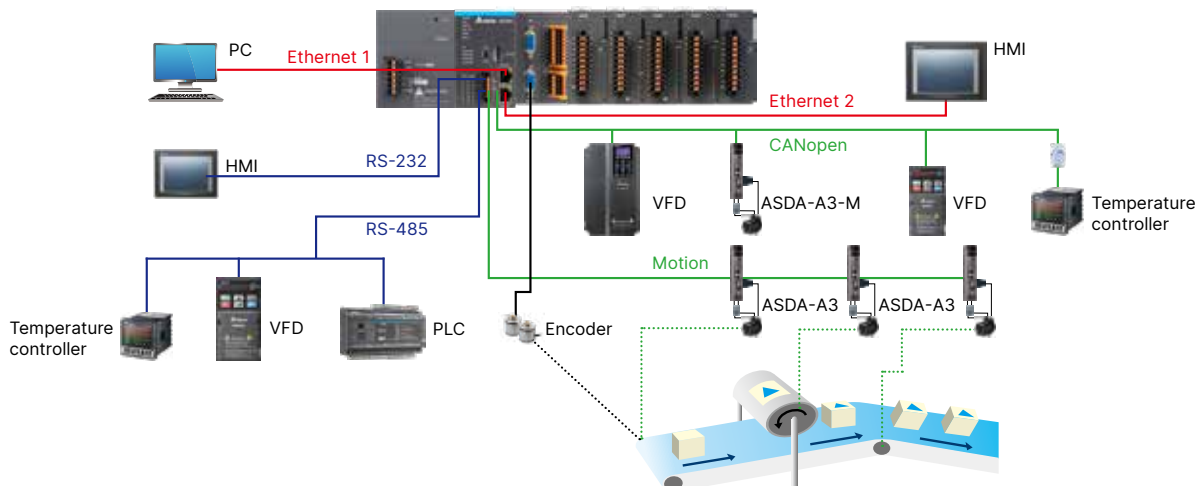 PC
Ethernet 1
HMI
Ethernet 2
CANopen
HMI
RS-232
VFD
ASDA-A3-M
VFD
Temperature
controller
RS-485
Motion
ASDA-A3
ASDA-A3
Temperature
controller
VFD
PLC
Encoder